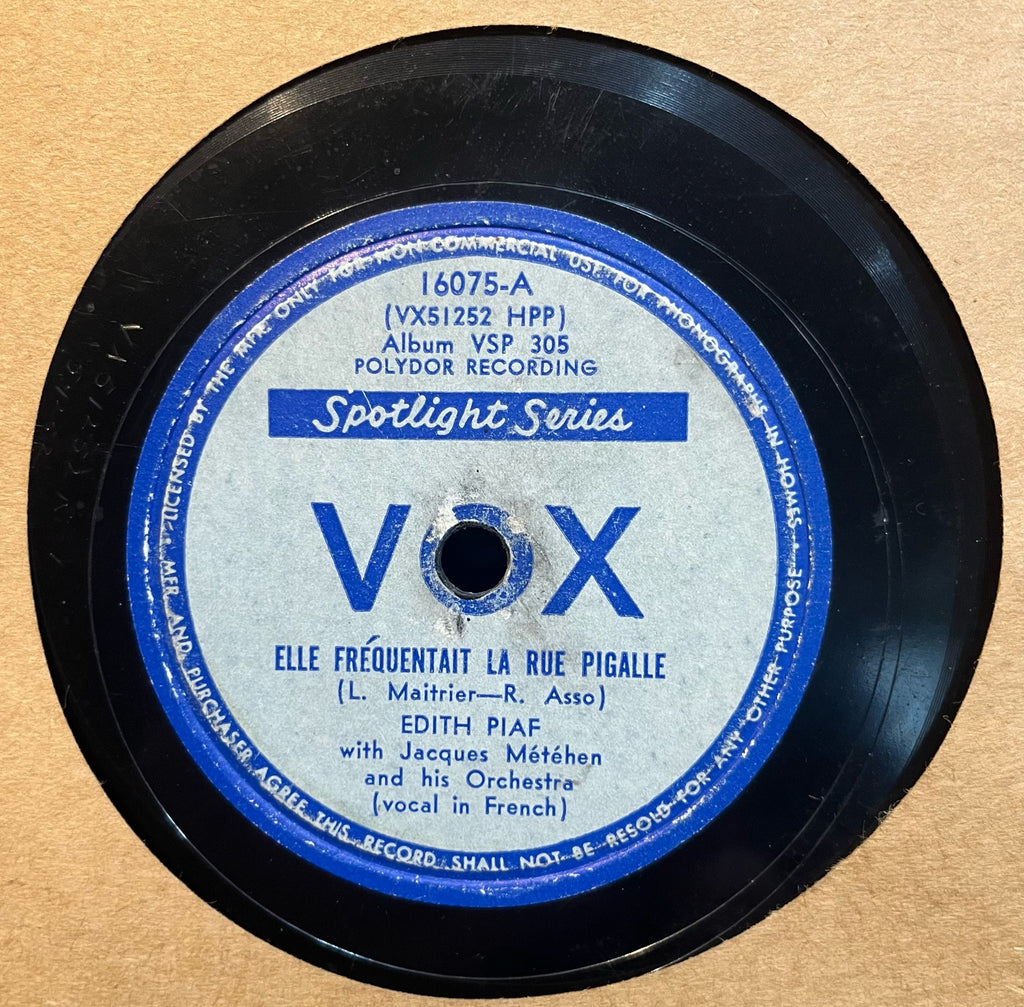 16075-A
(VX51252 HPP)
Album VSP 305
POLYDOR RECORDING
Spotlight Series
VOX
ELLE FRÉQUENTAIT LA RUE PIGALLE
(L. Maitrier—R. Asso)
EDITH PIAF
with Jacques Météhen
and his Orchestra
(vocal in French)
LICENSED BY THE MFR. ONLY FOR NON-COMMERCIAL USE FOR PHONOGRAPHS IN HOMES. MFR. AND PURCHASER AGREE THIS RECORD SHALL NOT BE RESOLD FOR ANY OTHER PURPOSE